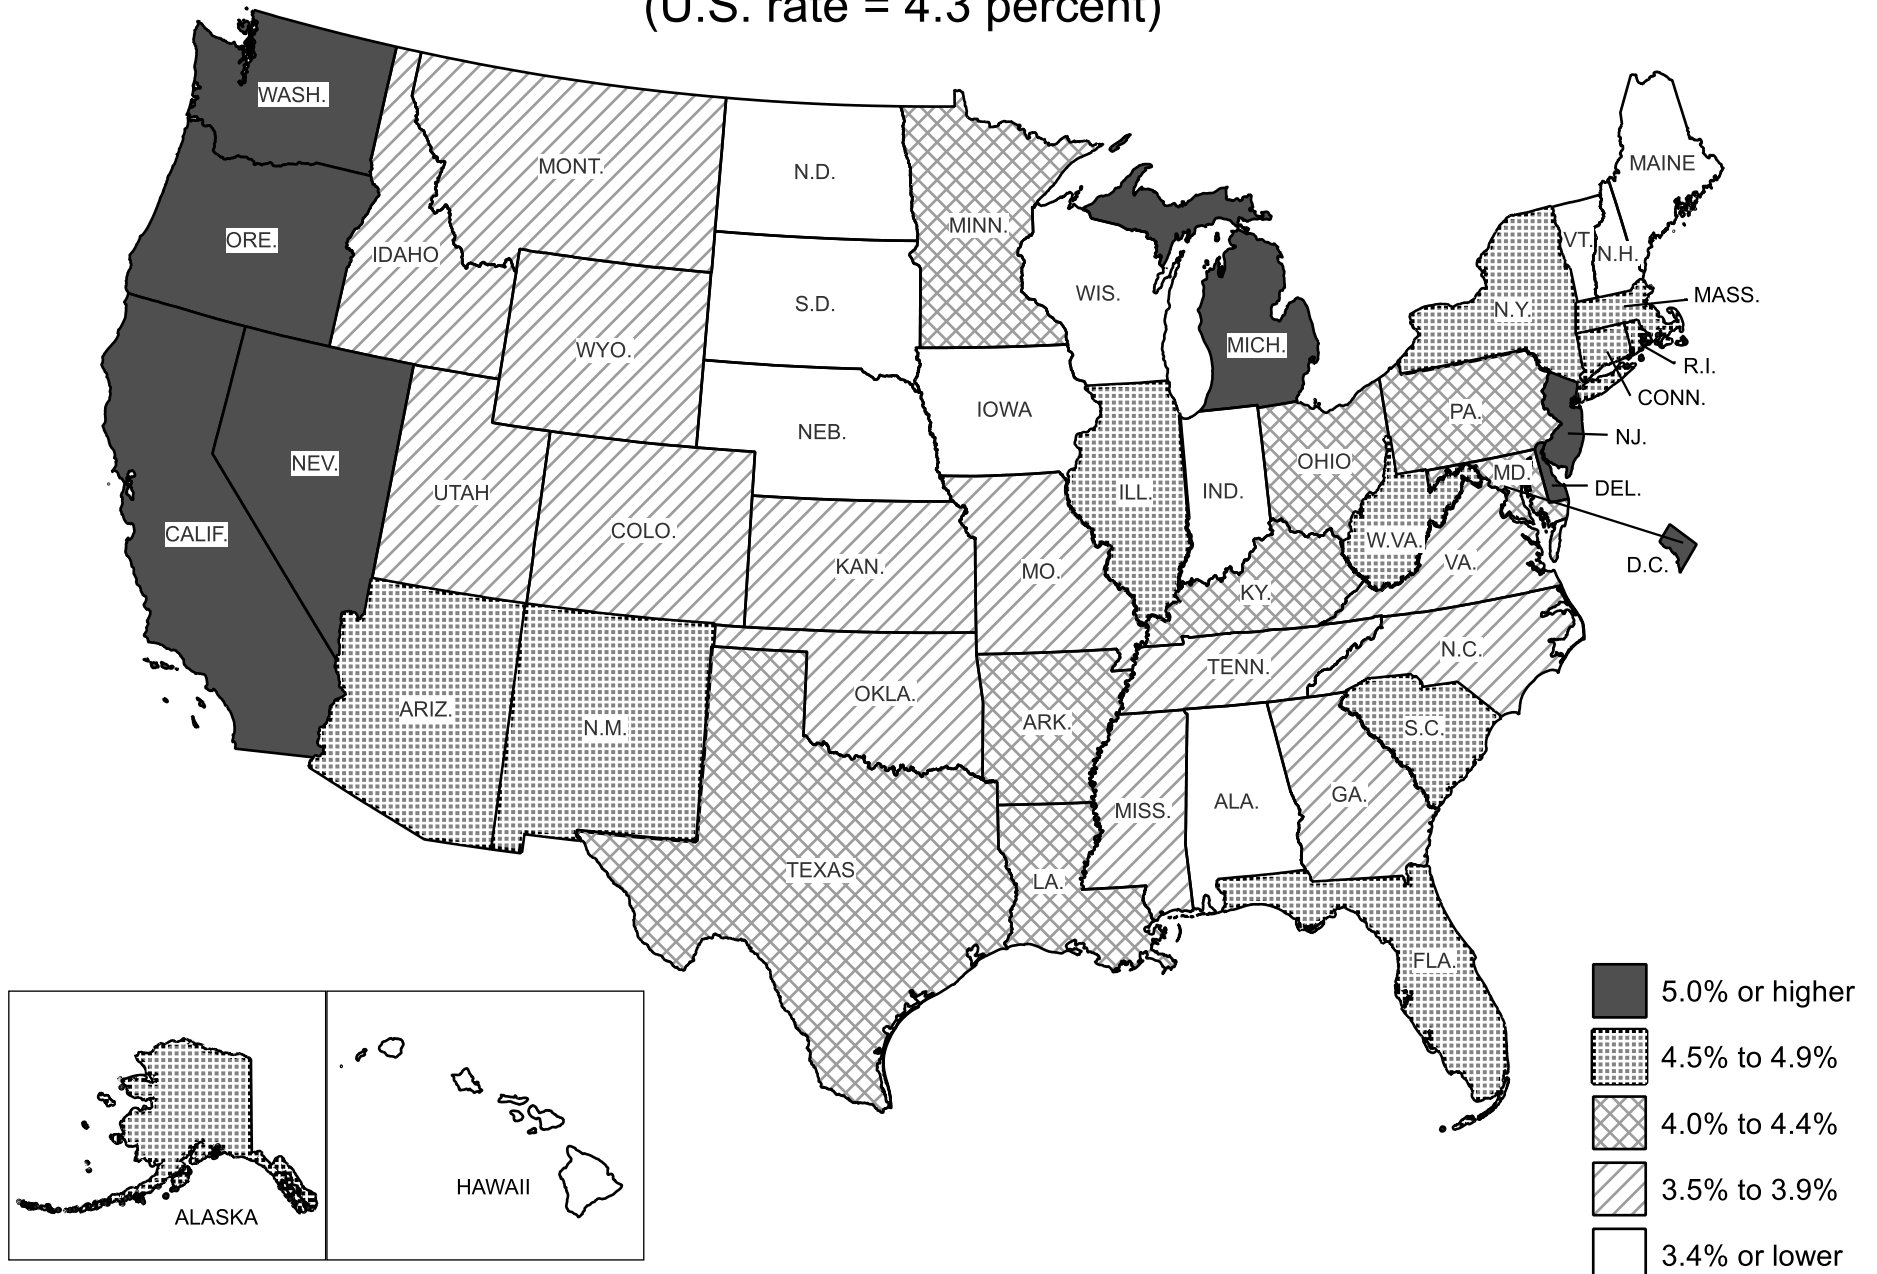 (U.S. rate = 4.3 percent)
WASH.
MONT.
N.D.
MINN.
MAINE
ORE.
IDAHO
VT.
N.H.
S.D.
WIS.
N.Y.
MASS.
WYO.
MICH.
R.I.
CONN.
IOWA
PA.
NEB.
NJ.
NEV.
UTAH
OHIO
MD.
ILL.
IND.
DEL.
CALIF.
COLO.
W.VA.
KAN.
MO.
VA.
D.C.
KY.
N.C.
TENN.
OKLA.
ARIZ.
N.M.
ARK.
S.C.
GA.
ALA.
MISS.
TEXAS
LA.
FLA.
HAWAII
ALASKA
5.0% or higher
4.5% to 4.9%
4.0% to 4.4%
3.5% to 3.9%
3.4% or lower